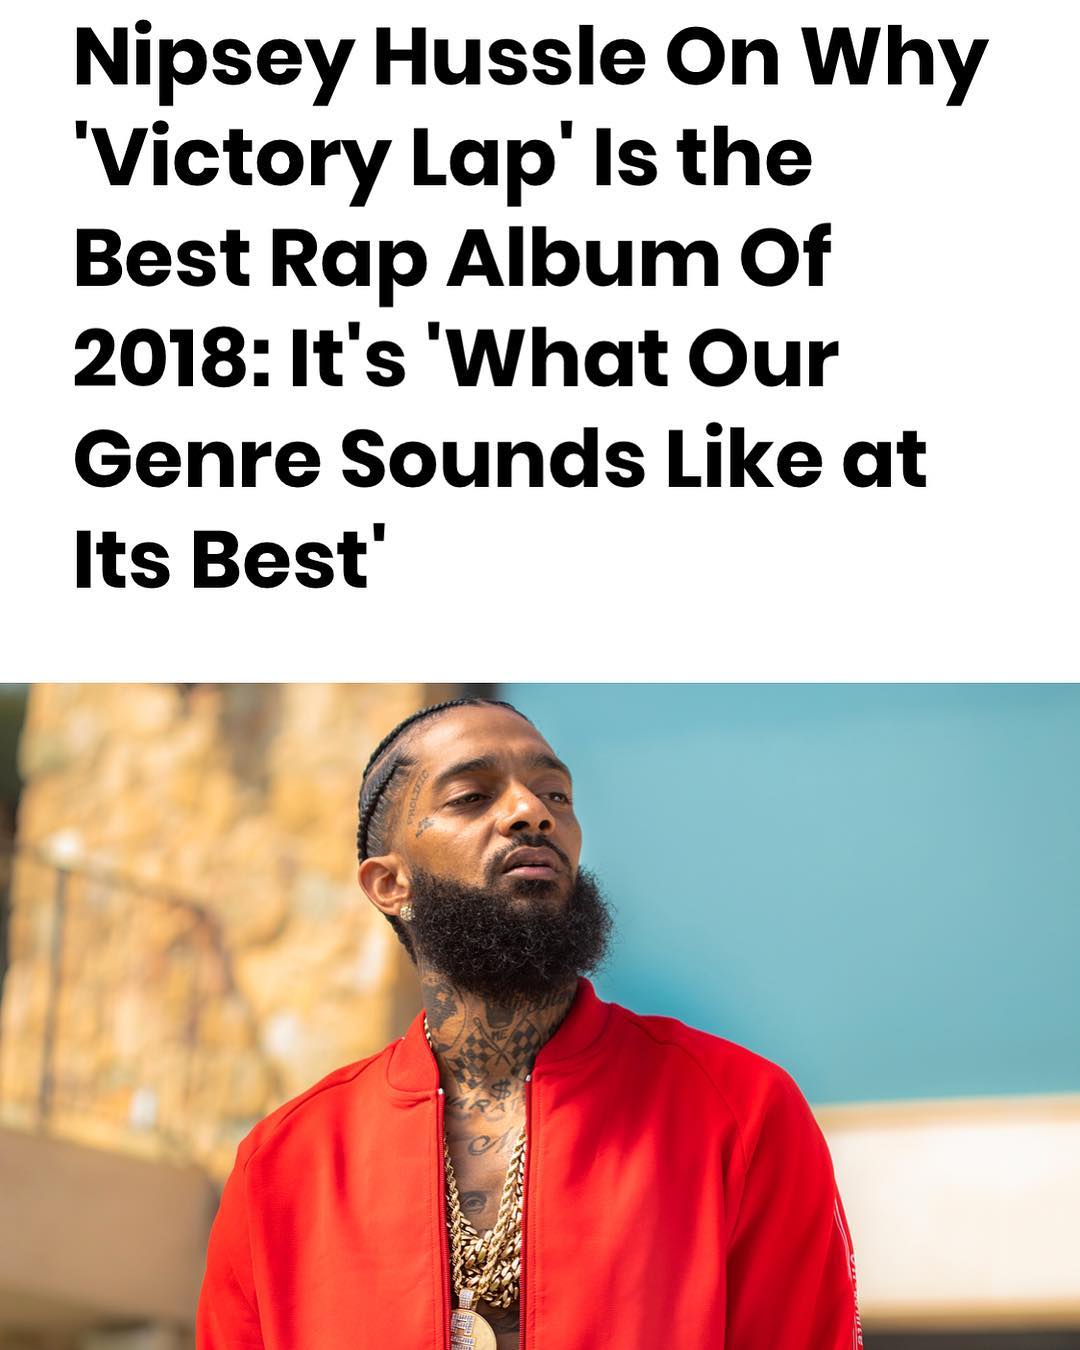 Nipsey Hussle On Why
'Victory Lap' Is the
Best Rap Album Of
2018: It's 'What Our
Genre Sounds Like at
Its Best'